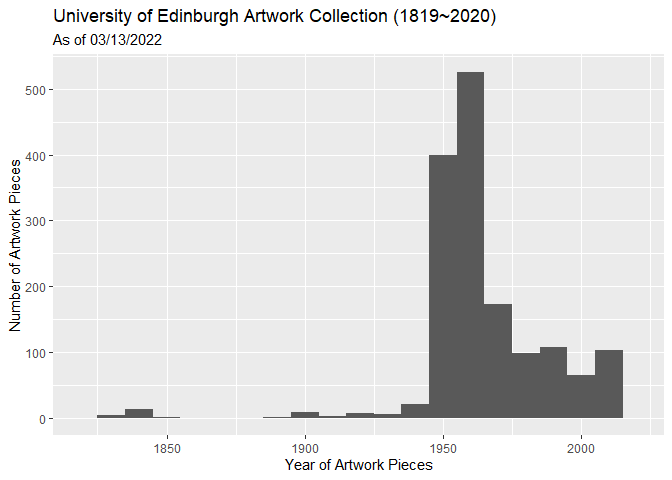 University of Edinburgh Artwork Collection (1819~2020)
As of 03/13/2022
Number of Artwork Pieces
500
400
300
200
100
0
1850 1900 1950 2000
Year of Artwork Pieces